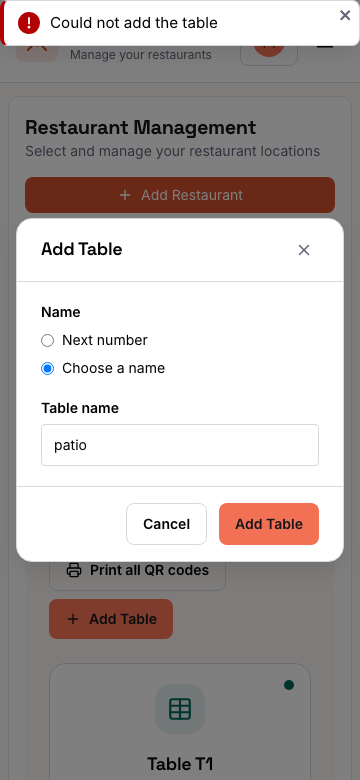 Could not add the table
Manage your restaurants
Restaurant Management
Select and manage your restaurant locations
Add Restaurant
Add Table
Name
Next number
Choose a name
Table name
patio
Cancel
Add Table
Print all QR codes
Add Table
Table T1